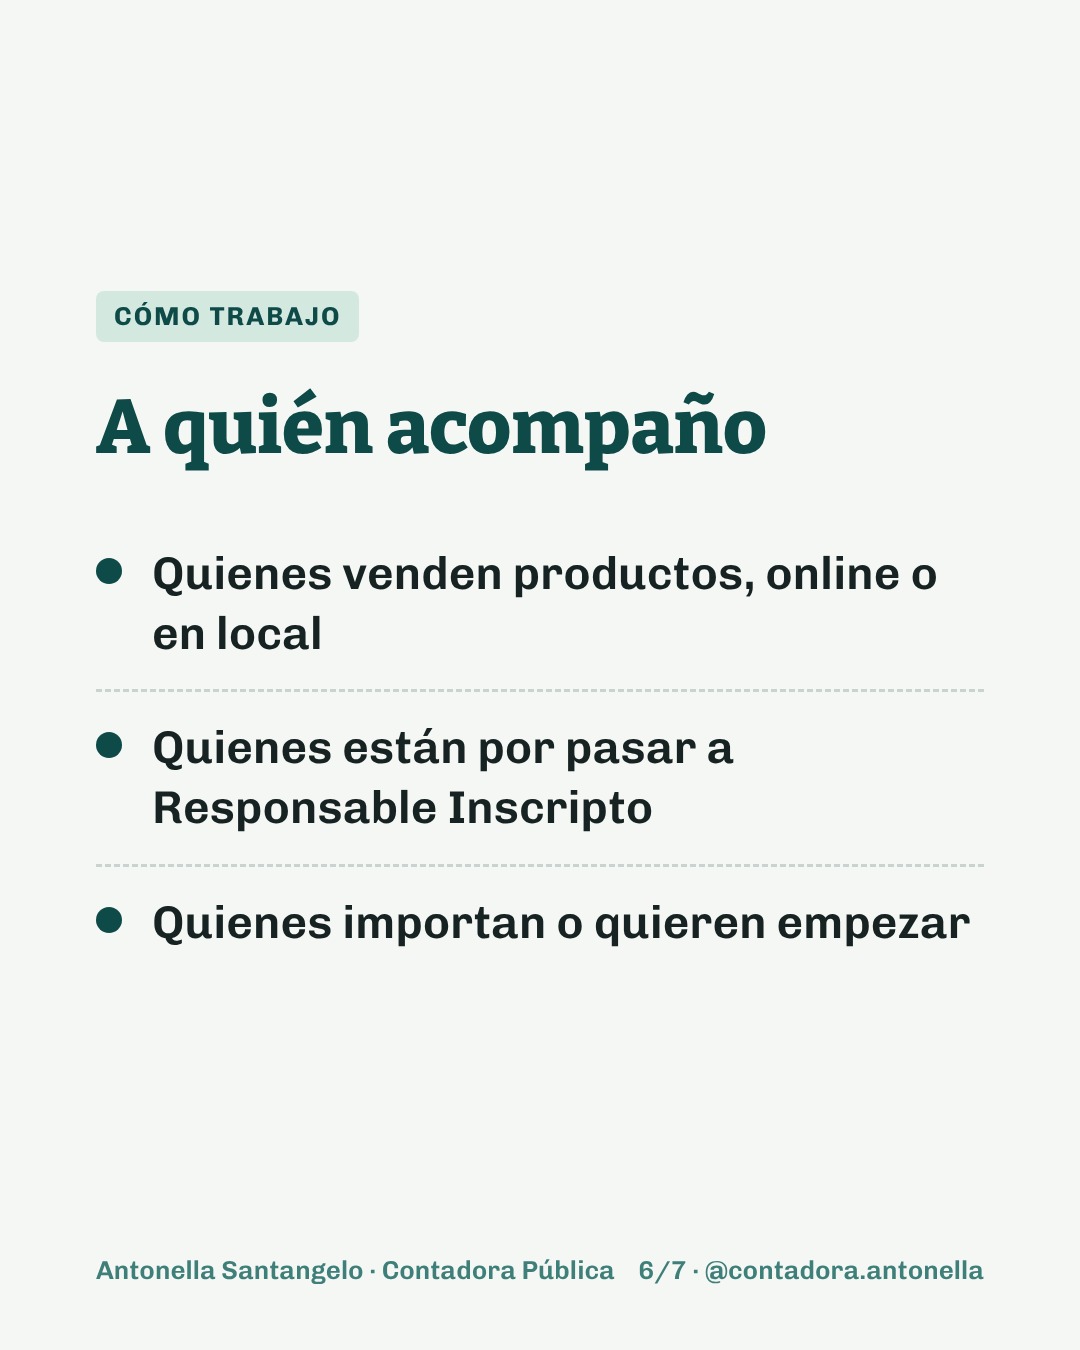 CÓMO TRABAJO
A quién acompaño
Quienes venden productos, online o
en local
Quienes están por pasar a
Responsable Inscripto
Quienes importan o quieren empezar
Antonella Santangelo · Contadora Pública 6/7 · @contadora.antonella